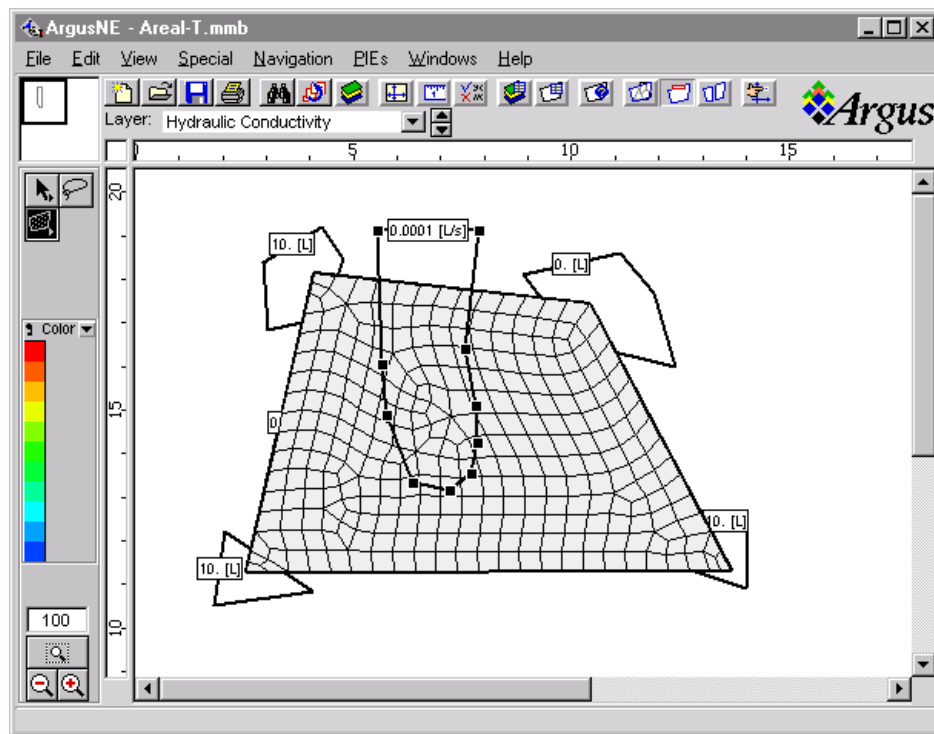 ArgusNE - Areal-T.mmb
File Edit View Special Navigation PIEs Windows Help
Layer: Hydraulic Conductivity
Argus
0 5 10 15
20
15
10
Color
100
10. [L]
0.0001 [L/s]
0. [L]
0
10. [L]
10. [L]